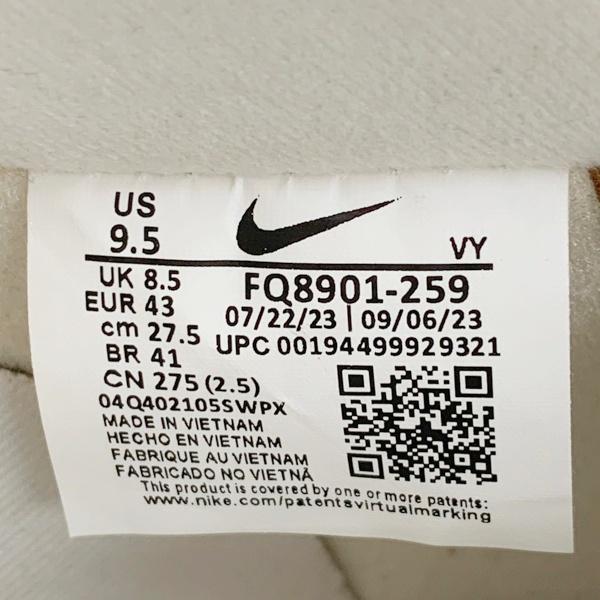 US
9.5
VY
UK 8.5
EUR 43
cm 27.5
BR 41
CN 275 (2.5)
FQ8901-259
07/22/23 | 09/06/23
UPC 00194499929321
04Q402105SWPX
MADE IN VIETNAM
HECHO EN VIETNAM
FABRIQUE AU VIETNAM
FABRICADO NO VIETNÃ
This product is covered by one or more patents:
www.nike.com/patentsvirtualmarking